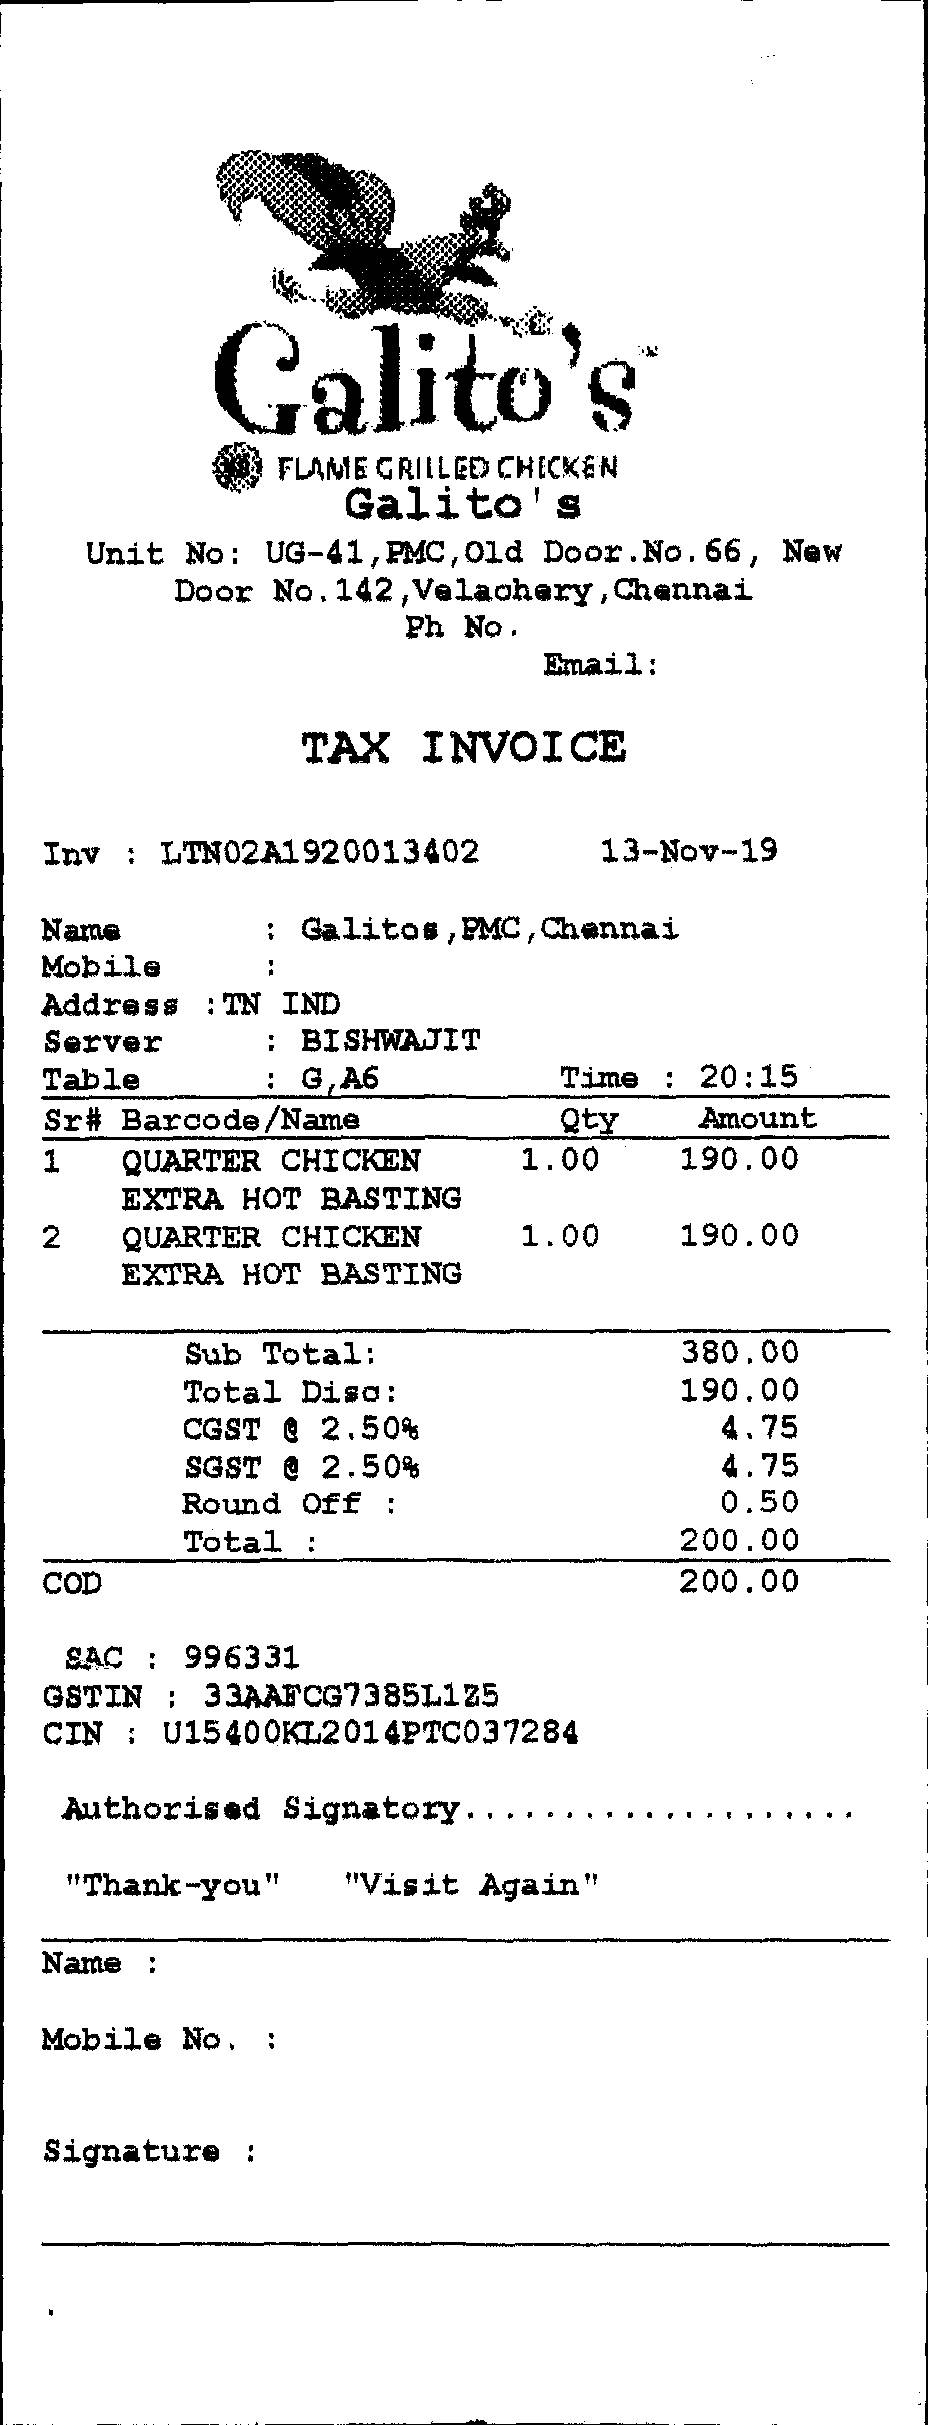 Galito's™
FLAME GRILLED CHICKEN
Galito's
Unit No: UG-41,PMC,Old Door.No.66, New
Door No.142,Velachery,Chennai
Ph No.
Email:
TAX INVOICE
Inv : LTN02A1920013402 13-Nov-19
Name : Galitos,PMC,Chennai
Mobile :
Address :TN IND
Server : BISHWAJIT
Table : G,A6 Time : 20:15
Sr# Barcode/Name Qty Amount
1 QUARTER CHICKEN 1.00 190.00
EXTRA HOT BASTING
2 QUARTER CHICKEN 1.00 190.00
EXTRA HOT BASTING
Sub Total: 380.00
Total Disc: 190.00
CGST @ 2.50% 4.75
SGST @ 2.50% 4.75
Round Off : 0.50
Total : 200.00
COD 200.00
SAC : 996331
GSTIN : 33AAFCG7385L1Z5
CIN : U15400KL2014PTC037284
Authorised Signatory....................
"Thank-you" "Visit Again"
Name :
Mobile No. :
Signature :